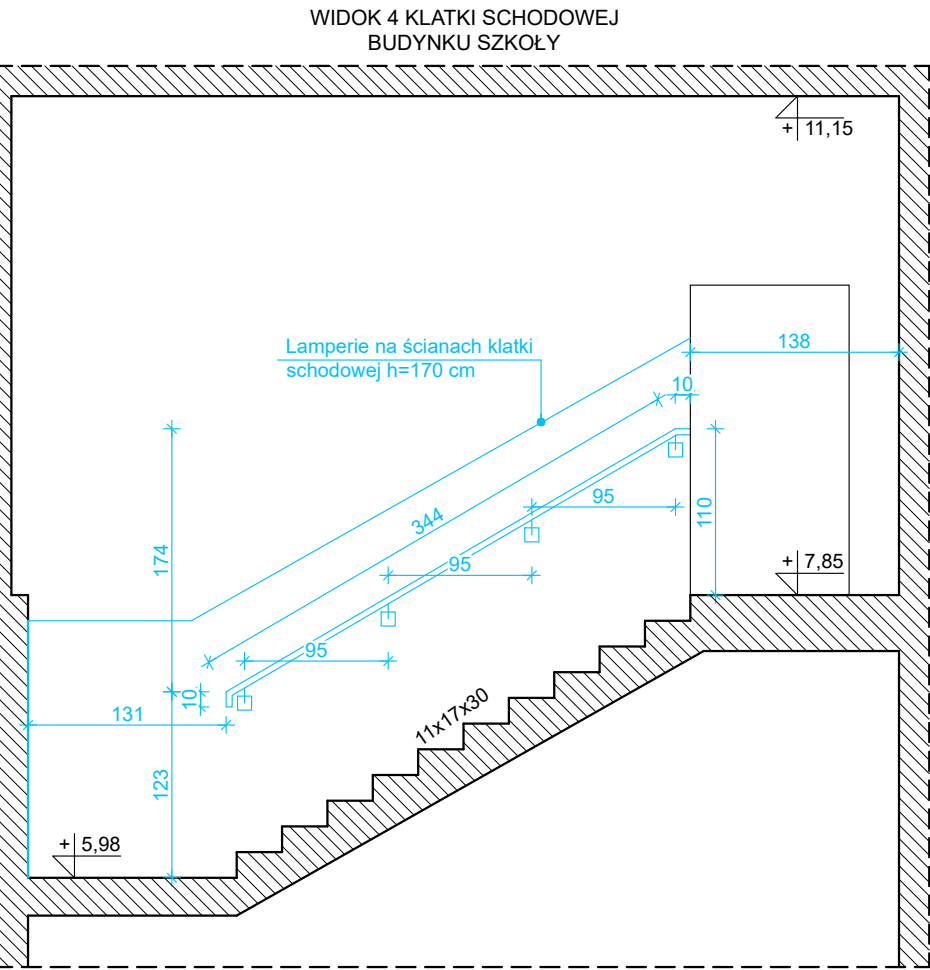 WIDOK 4 KLATKI SCHODOWEJ
BUDYNKU SZKOŁY
+ 11,15
Lamperie na ścianach klatki
schodowej h=170 cm
138
10
344
95
110
174
95
+ 7,85
95
10
131
11x17x30
123
+ 5,98